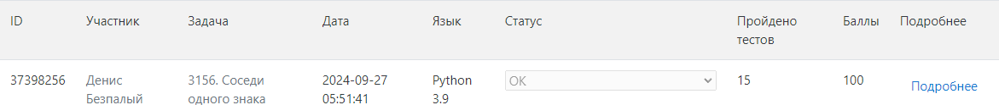 ID Участник Задача Дата Язык Статус Пройдено тестов Баллы Подробнее
37398256 Денис Безпалый 3156. Соседи одного знака 2024-09-27 05:51:41 Python 3.9 OK 15 100 Подробнее